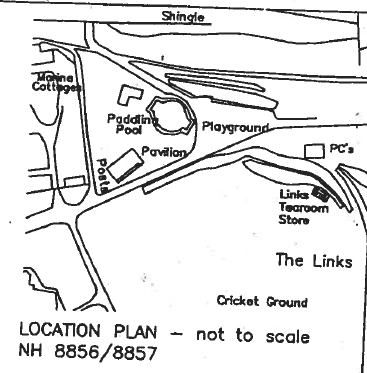 Shingle
Marine
Cottages
Paddling
Pool
Playground
Pavilion
Posts
PC's
Links
Tearoom
Store
The Links
Cricket Ground
LOCATION PLAN – not to scale
NH 8856/8857